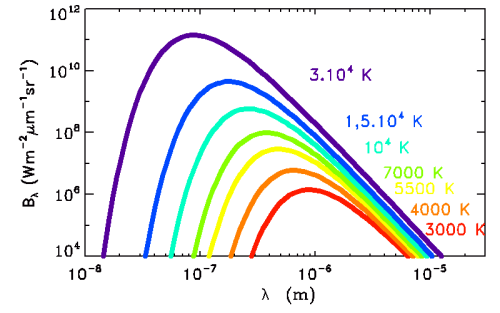 10¹²
10¹⁰
10⁸
10⁶
10⁴
B_λ (Wm⁻²μm⁻¹sr⁻¹)
3.10⁴ K
1,5.10⁴ K
10⁴ K
7000 K
5500 K
4000 K
3000 K
10⁻⁸ 10⁻⁷ 10⁻⁶ 10⁻⁵
λ (m)